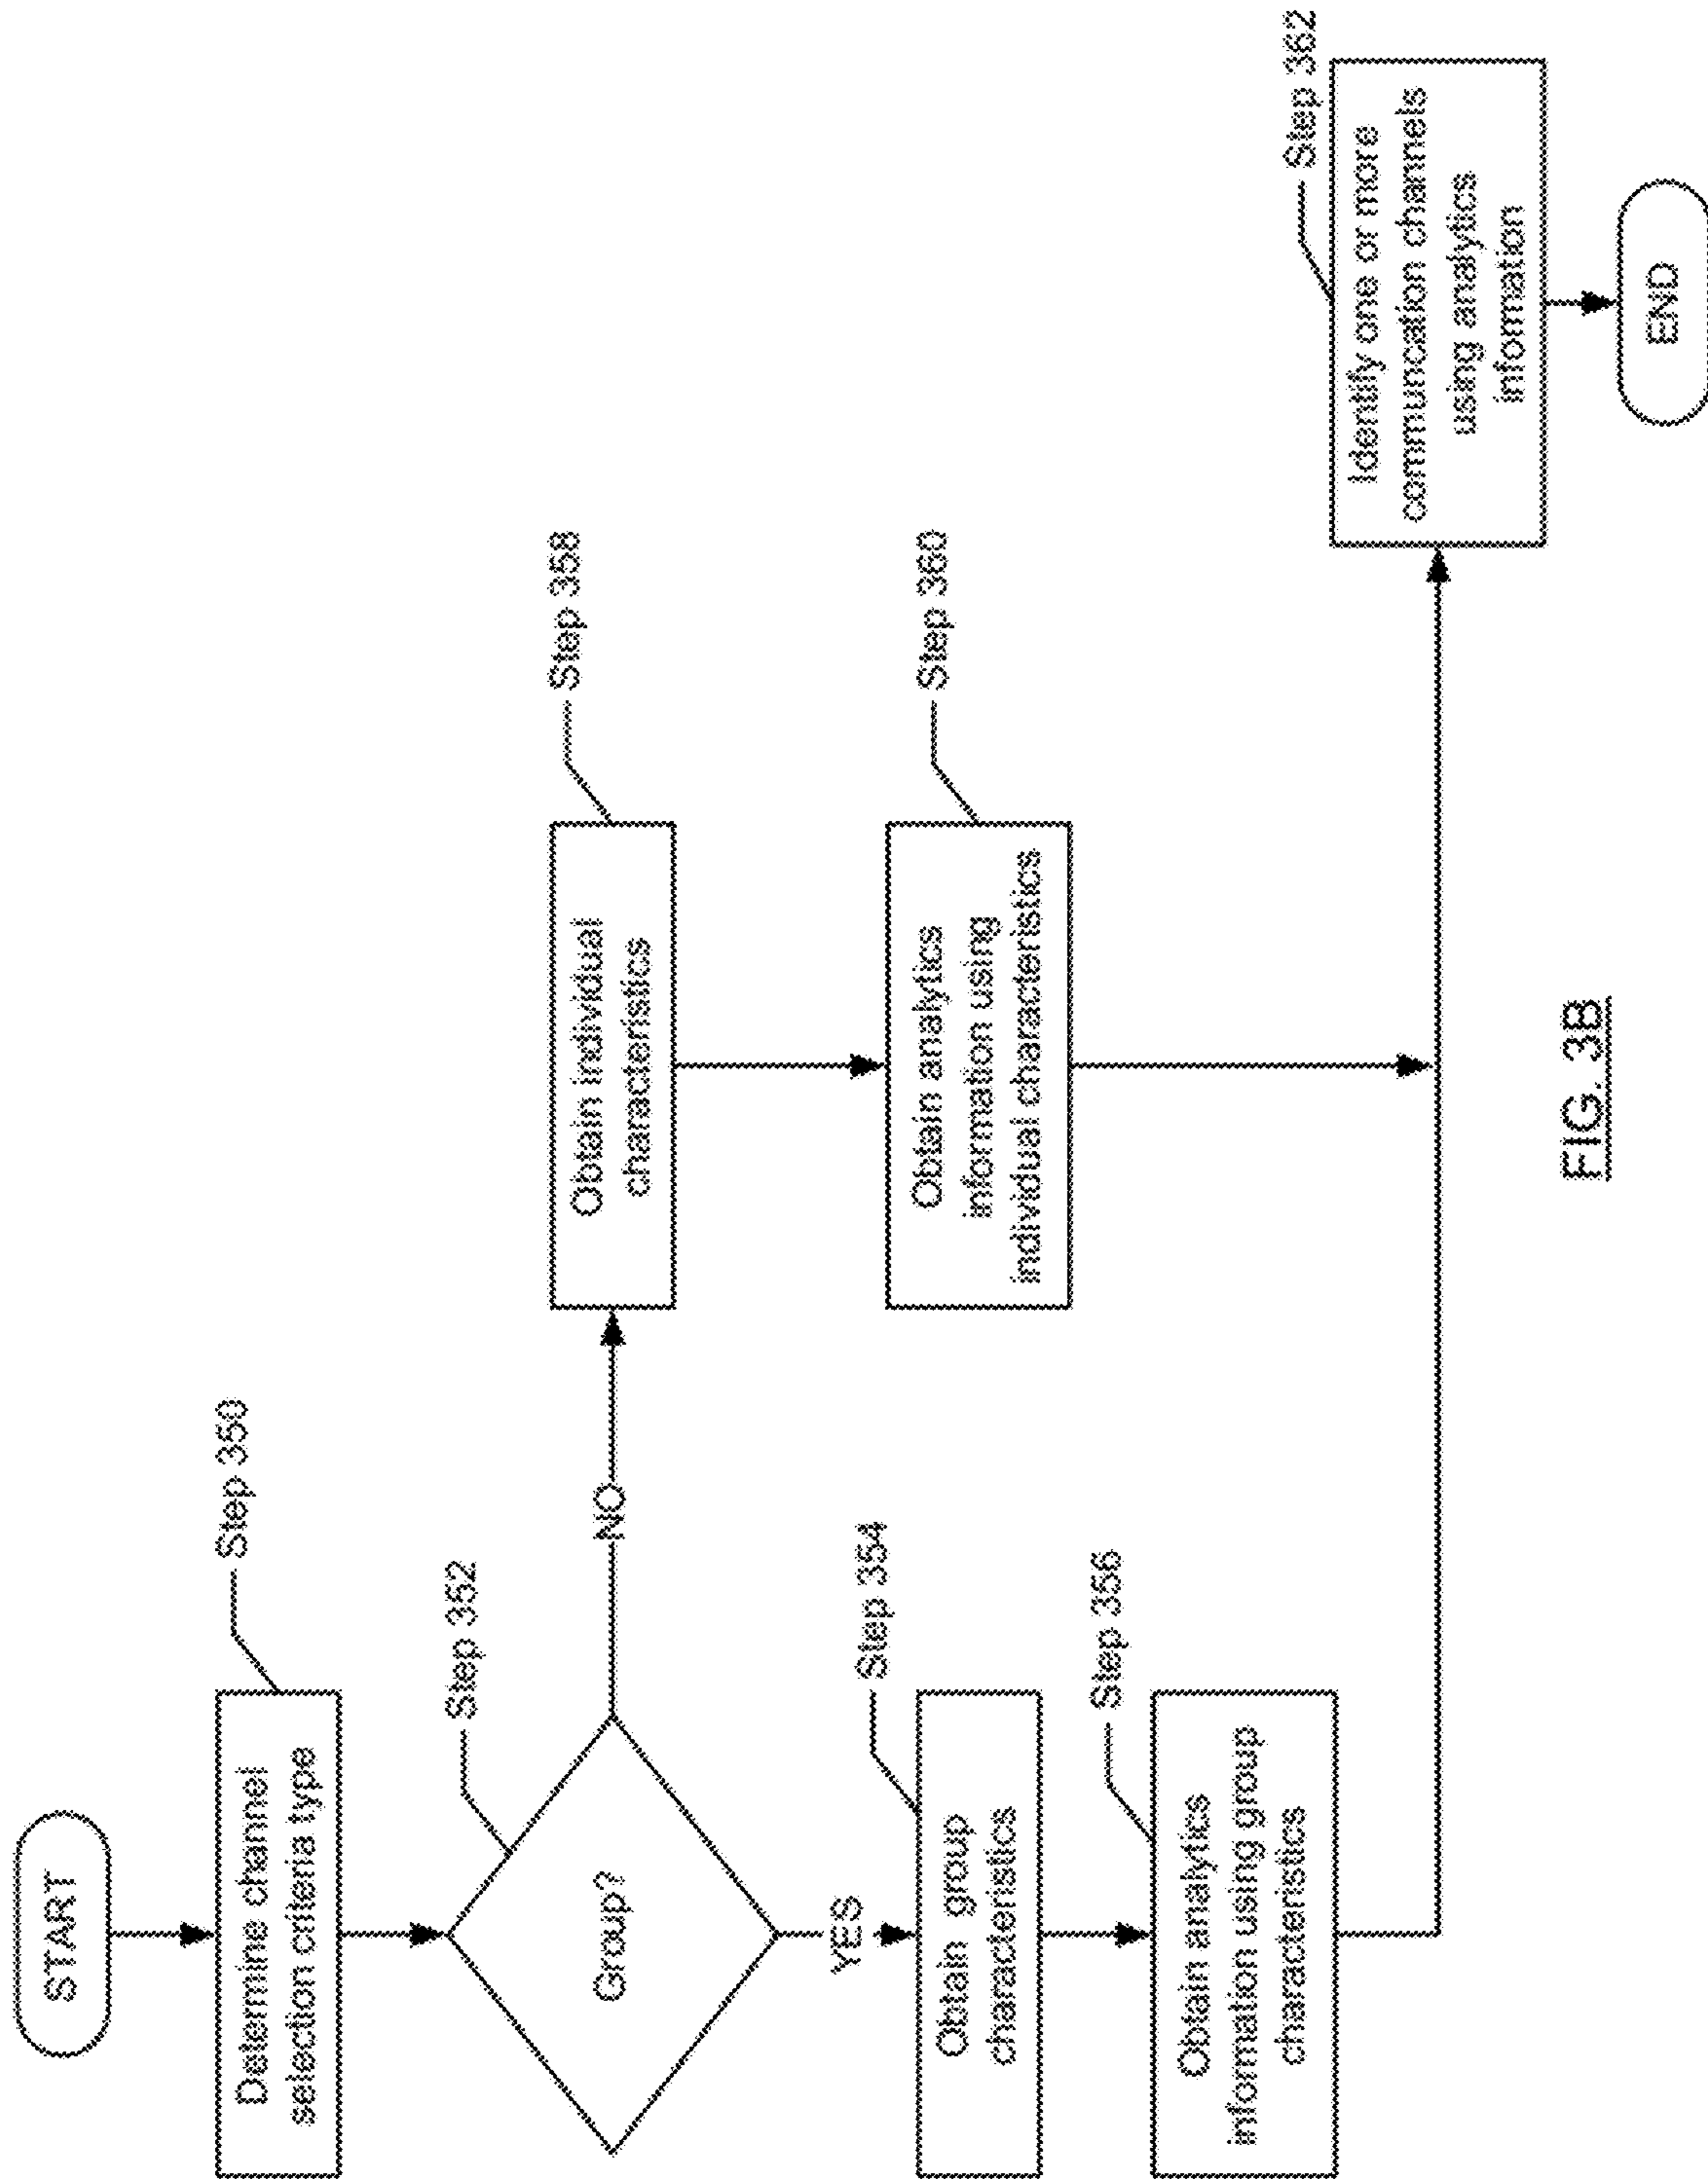 START
Step 350
Determine channel
selection criteria type
Step 352
Group?
NO
YES
Step 354
Obtain group
characteristics
Step 356
Obtain analytics
information using group
characteristics
Step 358
Obtain individual
characteristics
Step 360
Obtain analytics
information using
individual characteristics
Step 362
Identify one or more
communcation channels
using analytics
information
END
FIG. 3B